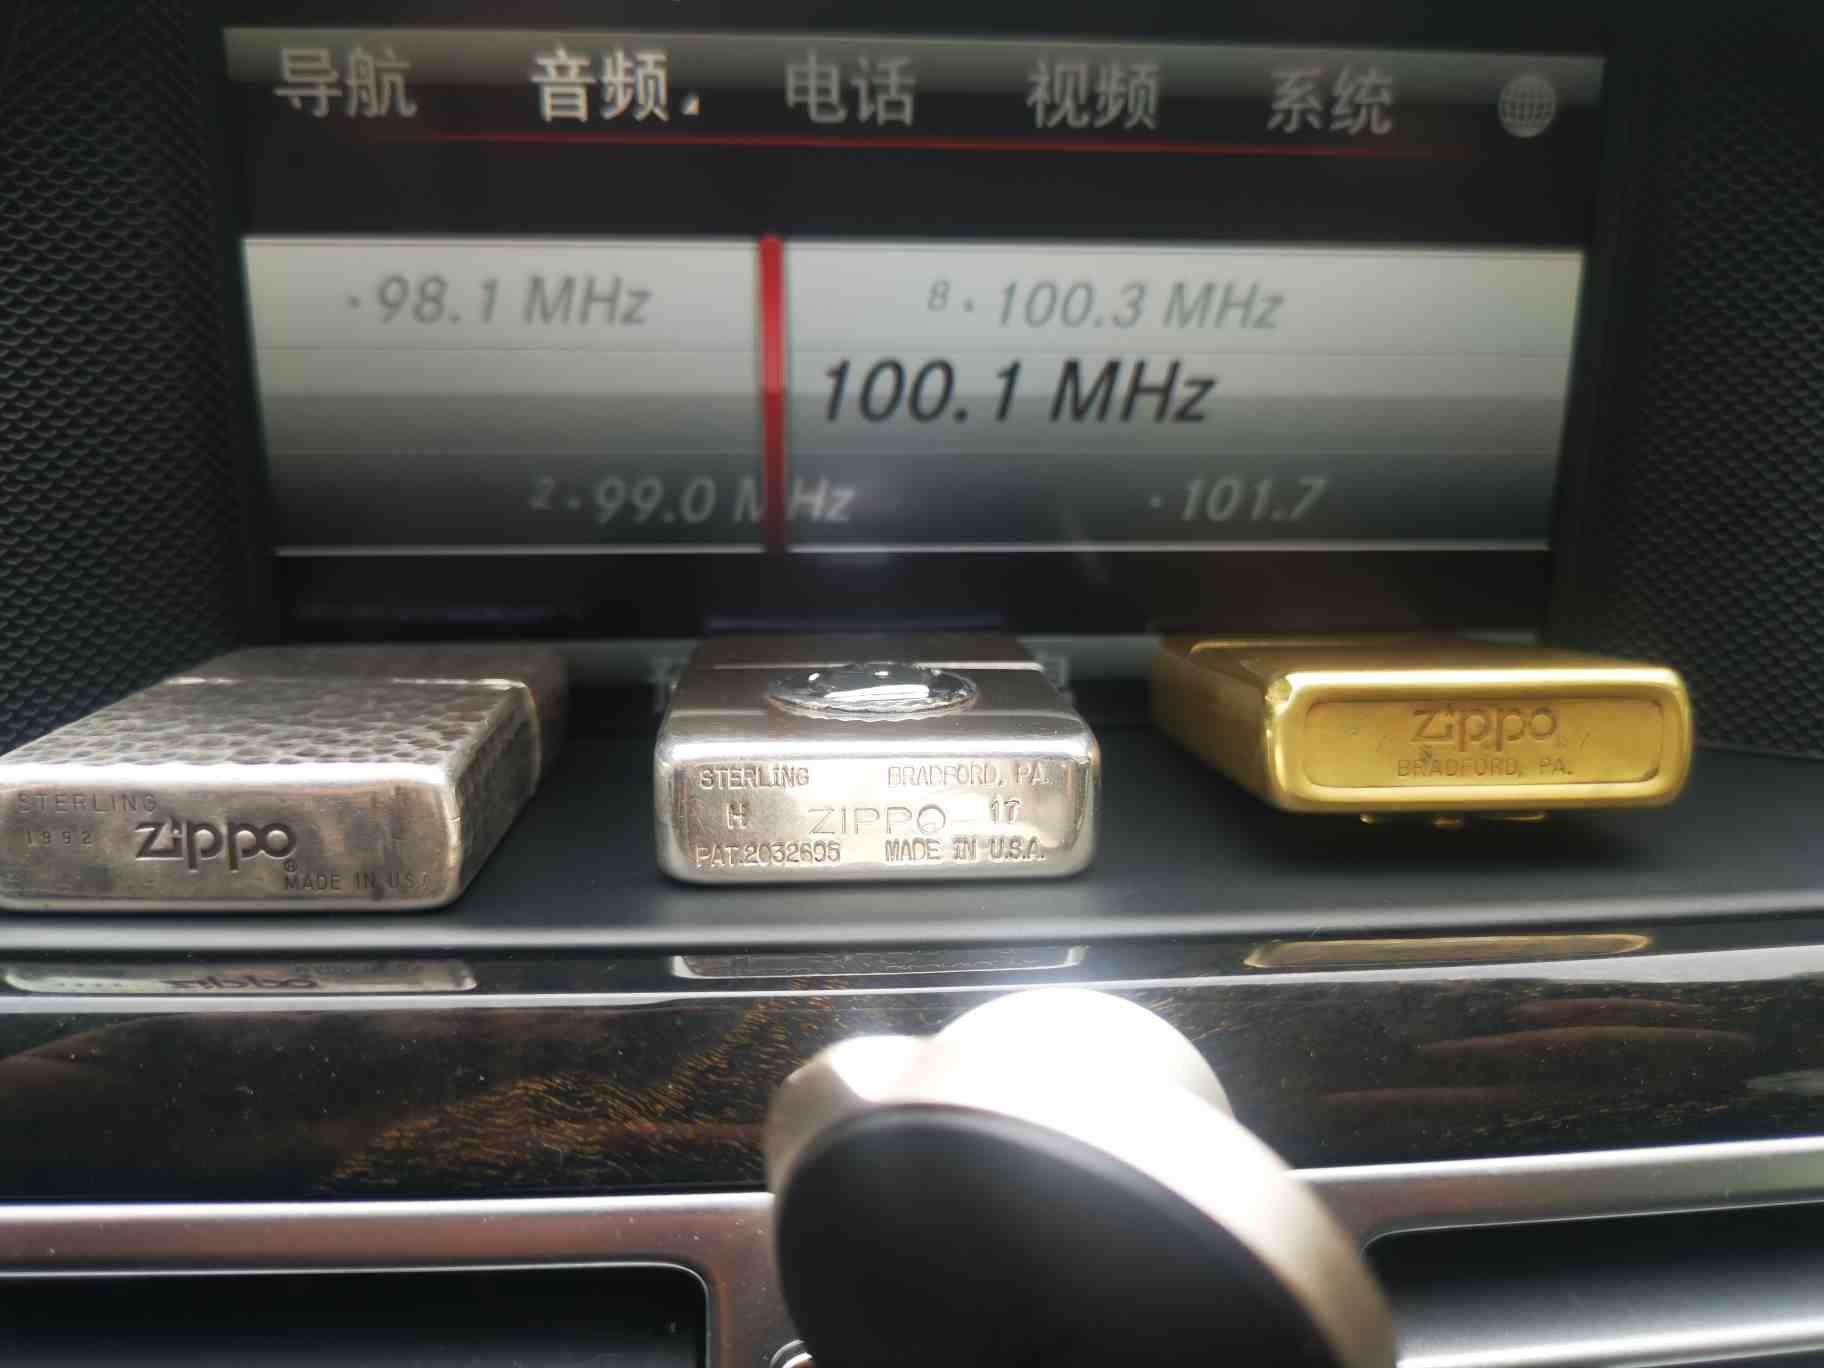 导航 音频 电话 视频 系统
·98.1 MHz 8·100.3 MHz
100.1 MHz
2·99.0 MHz ·101.7
STERLING
1992 zippo ®
MADE IN U.S.A.
STERLING BRADFORD, PA.
H ZIPPO 17
PAT.2032695 MADE IN U.S.A.
zippo
BRADFORD, PA.